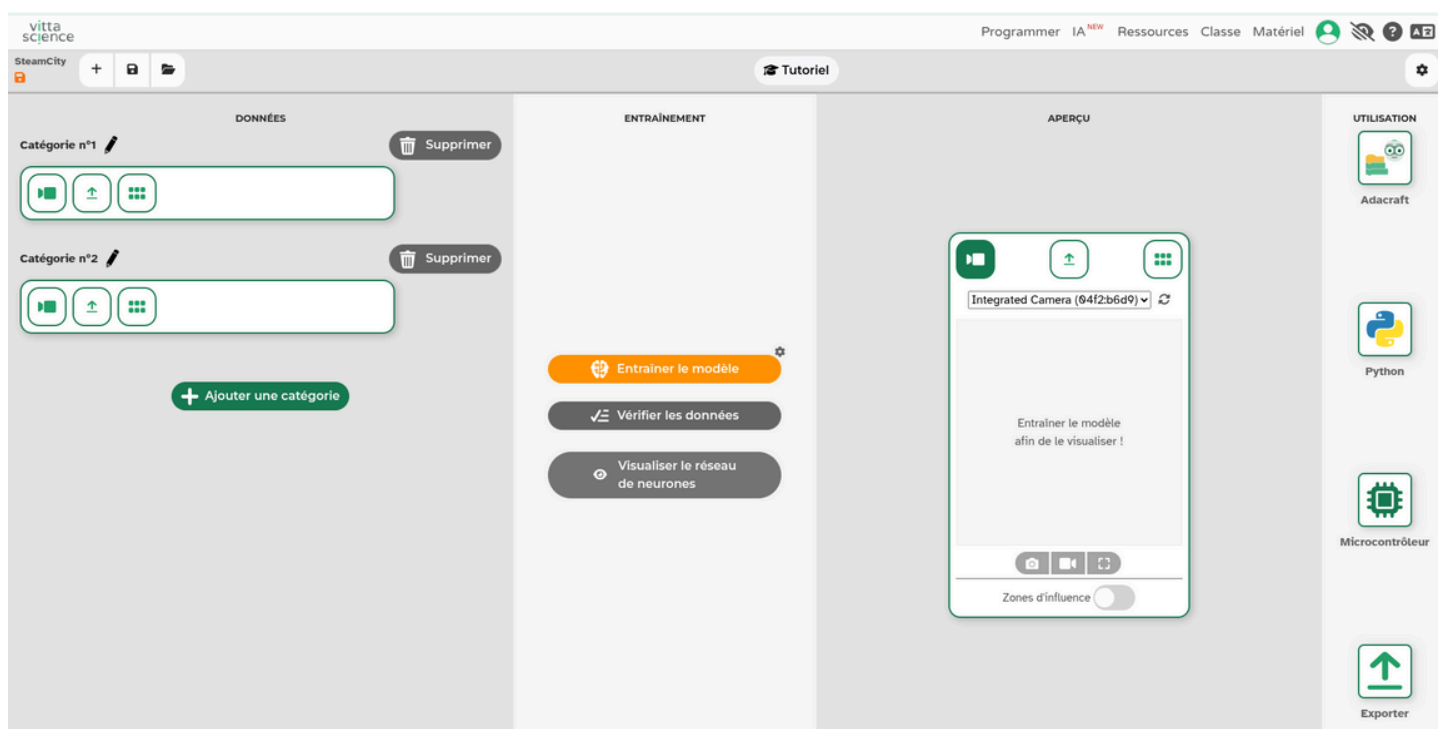 vitta
science
Programmer IA NEW Ressources Classe Matériel
SteamCity
Tutoriel
DONNÉES
Catégorie n°1
Supprimer
Catégorie n°2
Supprimer
Ajouter une catégorie
ENTRAÎNEMENT
Entrainer le modèle
Vérifier les données
Visualiser le réseau
de neurones
APERÇU
Integrated Camera (04f2:b6d9)
Entraîner le modèle
afin de le visualiser !
Zones d'influence
UTILISATION
Adacraft
Python
Microcontrôleur
Exporter